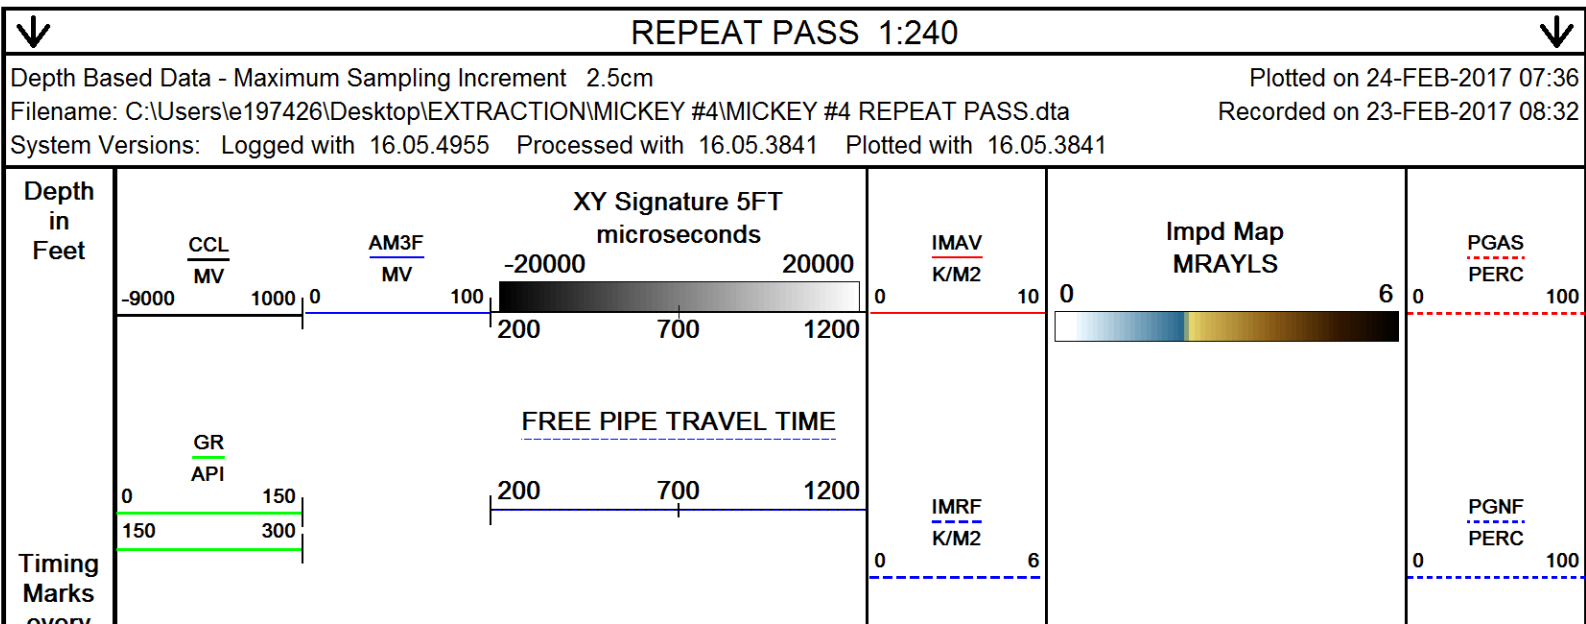 REPEAT PASS 1:240
Depth Based Data - Maximum Sampling Increment 2.5cm
Plotted on 24-FEB-2017 07:36
Filename: C:\Users\e197426\Desktop\EXTRACTION\MICKEY #4\MICKEY #4 REPEAT PASS.dta
Recorded on 23-FEB-2017 08:32
System Versions: Logged with 16.05.4955 Processed with 16.05.3841 Plotted with 16.05.3841
Depth
in
Feet
CCL
MV
-9000 1000
GR
API
0 150
150 300
AM3F
MV
0 100
XY Signature 5FT
microseconds
-20000 20000
200 700 1200
FREE PIPE TRAVEL TIME
200 700 1200
IMAV
K/M2
0 10
IMRF
K/M2
0 6
Impd Map
MRAYLS
0 6
PGAS
PERC
0 100
PGNF
PERC
0 100
Timing
Marks
every